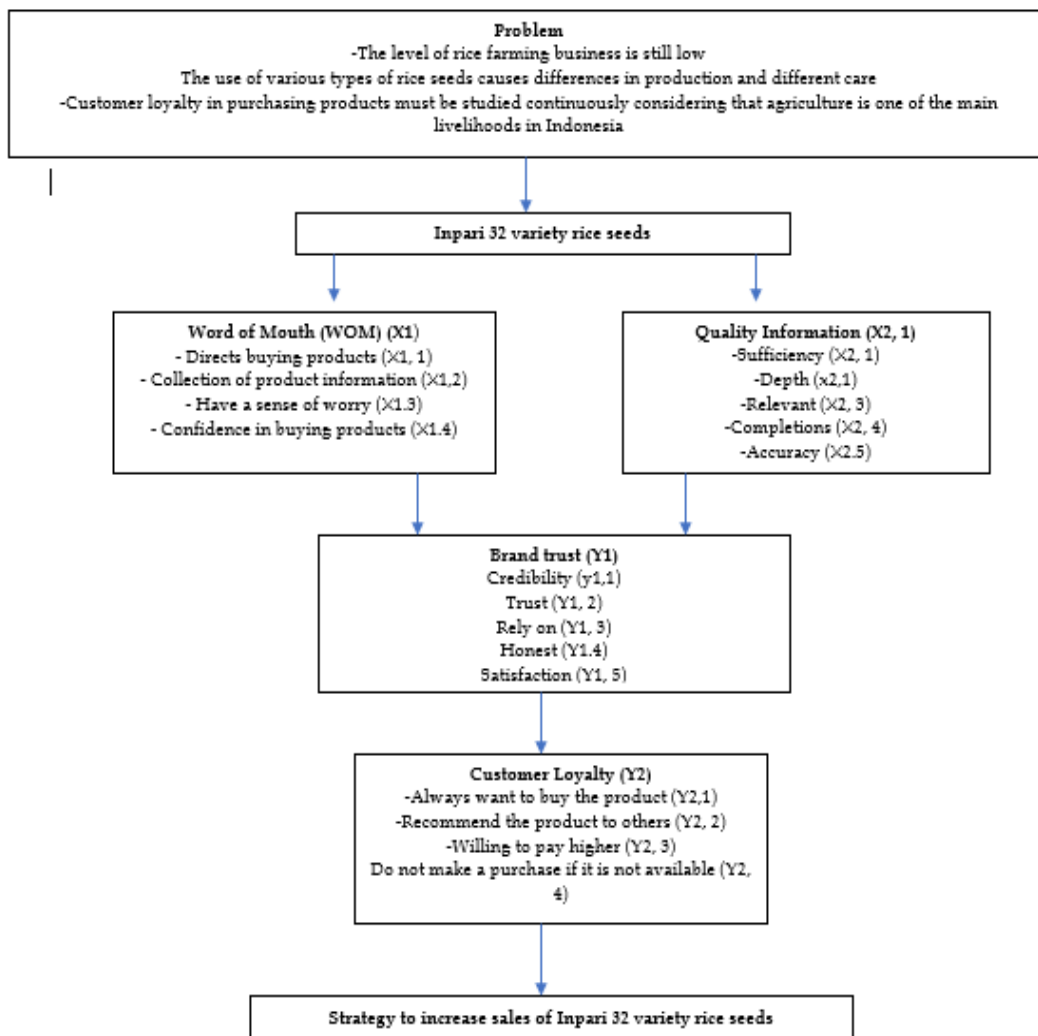 Problem
-The level of rice farming business is still low
The use of various types of rice seeds causes differences in production and different care
-Customer loyalty in purchasing products must be studied continuously considering that agriculture is one of the main
livelihoods in Indonesia
Inpari 32 variety rice seeds
Word of Mouth (WOM) (X1)
- Directs buying products (X1, 1)
- Collection of product information (X1,2)
- Have a sense of worry (X1.3)
- Confidence in buying products (X1.4)
Quality Information (X2, 1)
-Sufficiency (X2, 1)
-Depth (x2,1)
-Relevant (X2, 3)
-Completions (X2, 4)
-Accuracy (X2.5)
Brand trust (Y1)
Credibility (y1,1)
Trust (Y1, 2)
Rely on (Y1, 3)
Honest (Y1.4)
Satisfaction (Y1, 5)
Customer Loyalty (Y2)
-Always want to buy the product (Y2,1)
-Recommend the product to others (Y2, 2)
-Willing to pay higher (Y2, 3)
Do not make a purchase if it is not available (Y2,
4)
Strategy to increase sales of Inpari 32 variety rice seeds